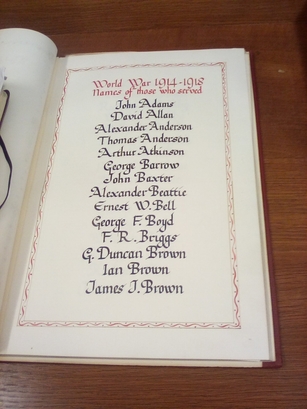 World War 1914-1918
Names of those who served
John Adams
David Allan
Alexander Anderson
Thomas Anderson
Arthur Atkinson
George Barrow
John Baxter
Alexander Beattie
Ernest W. Bell
George F. Boyd
F. R. Briggs
G. Duncan Brown
Ian Brown
James J. Brown